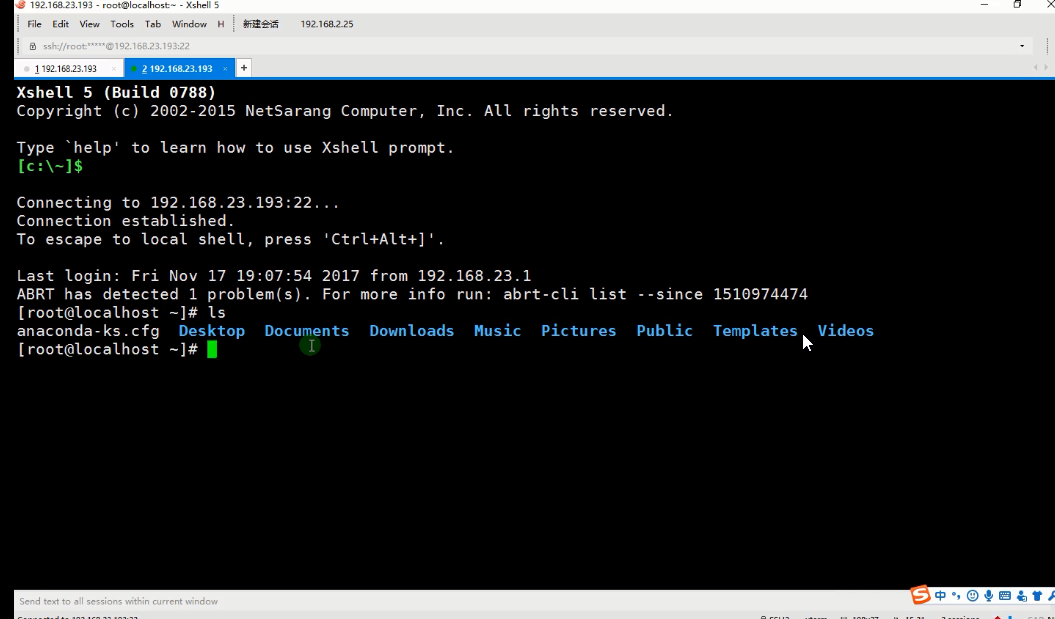 192.168.23.193 - root@localhost:~ - Xshell 5
File Edit View Tools Tab Window H 新建会话 192.168.2.25
ssh://root:*****@192.168.23.193:22
1 192.168.23.193 × 2 192.168.23.193 × +
Xshell 5 (Build 0788)
Copyright (c) 2002-2015 NetSarang Computer, Inc. All rights reserved.
Type `help' to learn how to use Xshell prompt.
[c:\~]$
Connecting to 192.168.23.193:22...
Connection established.
To escape to local shell, press 'Ctrl+Alt+]'.
Last login: Fri Nov 17 19:07:54 2017 from 192.168.23.1
ABRT has detected 1 problem(s). For more info run: abrt-cli list --since 1510974474
[root@localhost ~]# ls
anaconda-ks.cfg Desktop Documents Downloads Music Pictures Public Templates Videos
[root@localhost ~]#
Send text to all sessions within current window
S 中